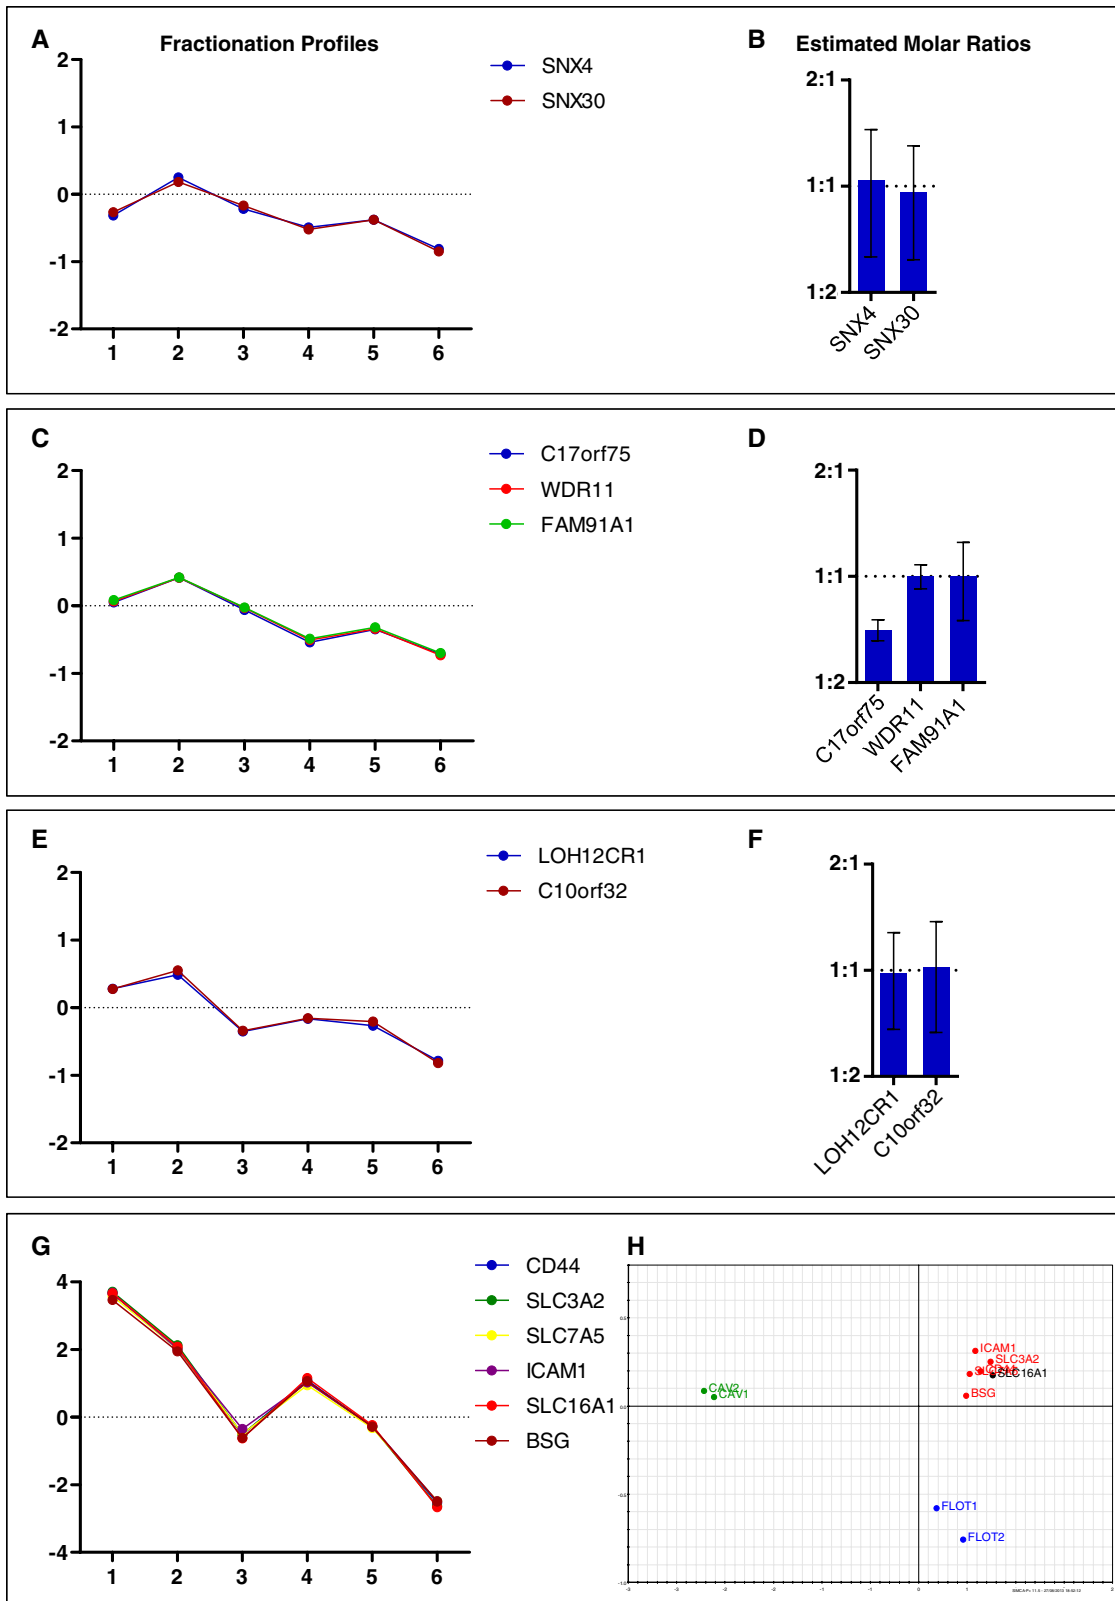 A
Fractionation Profiles
SNX4
SNX30
2
1
0
-1
-2
1 2 3 4 5 6
B
Estimated Molar Ratios
2:1
1:1
1:2
SNX4
SNX30
C
C17orf75
WDR11
FAM91A1
2
1
0
-1
-2
1 2 3 4 5 6
D
2:1
1:1
1:2
C17orf75
WDR11
FAM91A1
E
LOH12CR1
C10orf32
2
1
0
-1
-2
1 2 3 4 5 6
F
2:1
1:1
1:2
LOH12CR1
C10orf32
G
CD44
SLC3A2
SLC7A5
ICAM1
SLC16A1
BSG
4
2
0
-2
-4
1 2 3 4 5 6
H
ICAM1
SLC3A2
SLC16A1
BSG
CAV2
CAV1
FLOT1
FLOT2